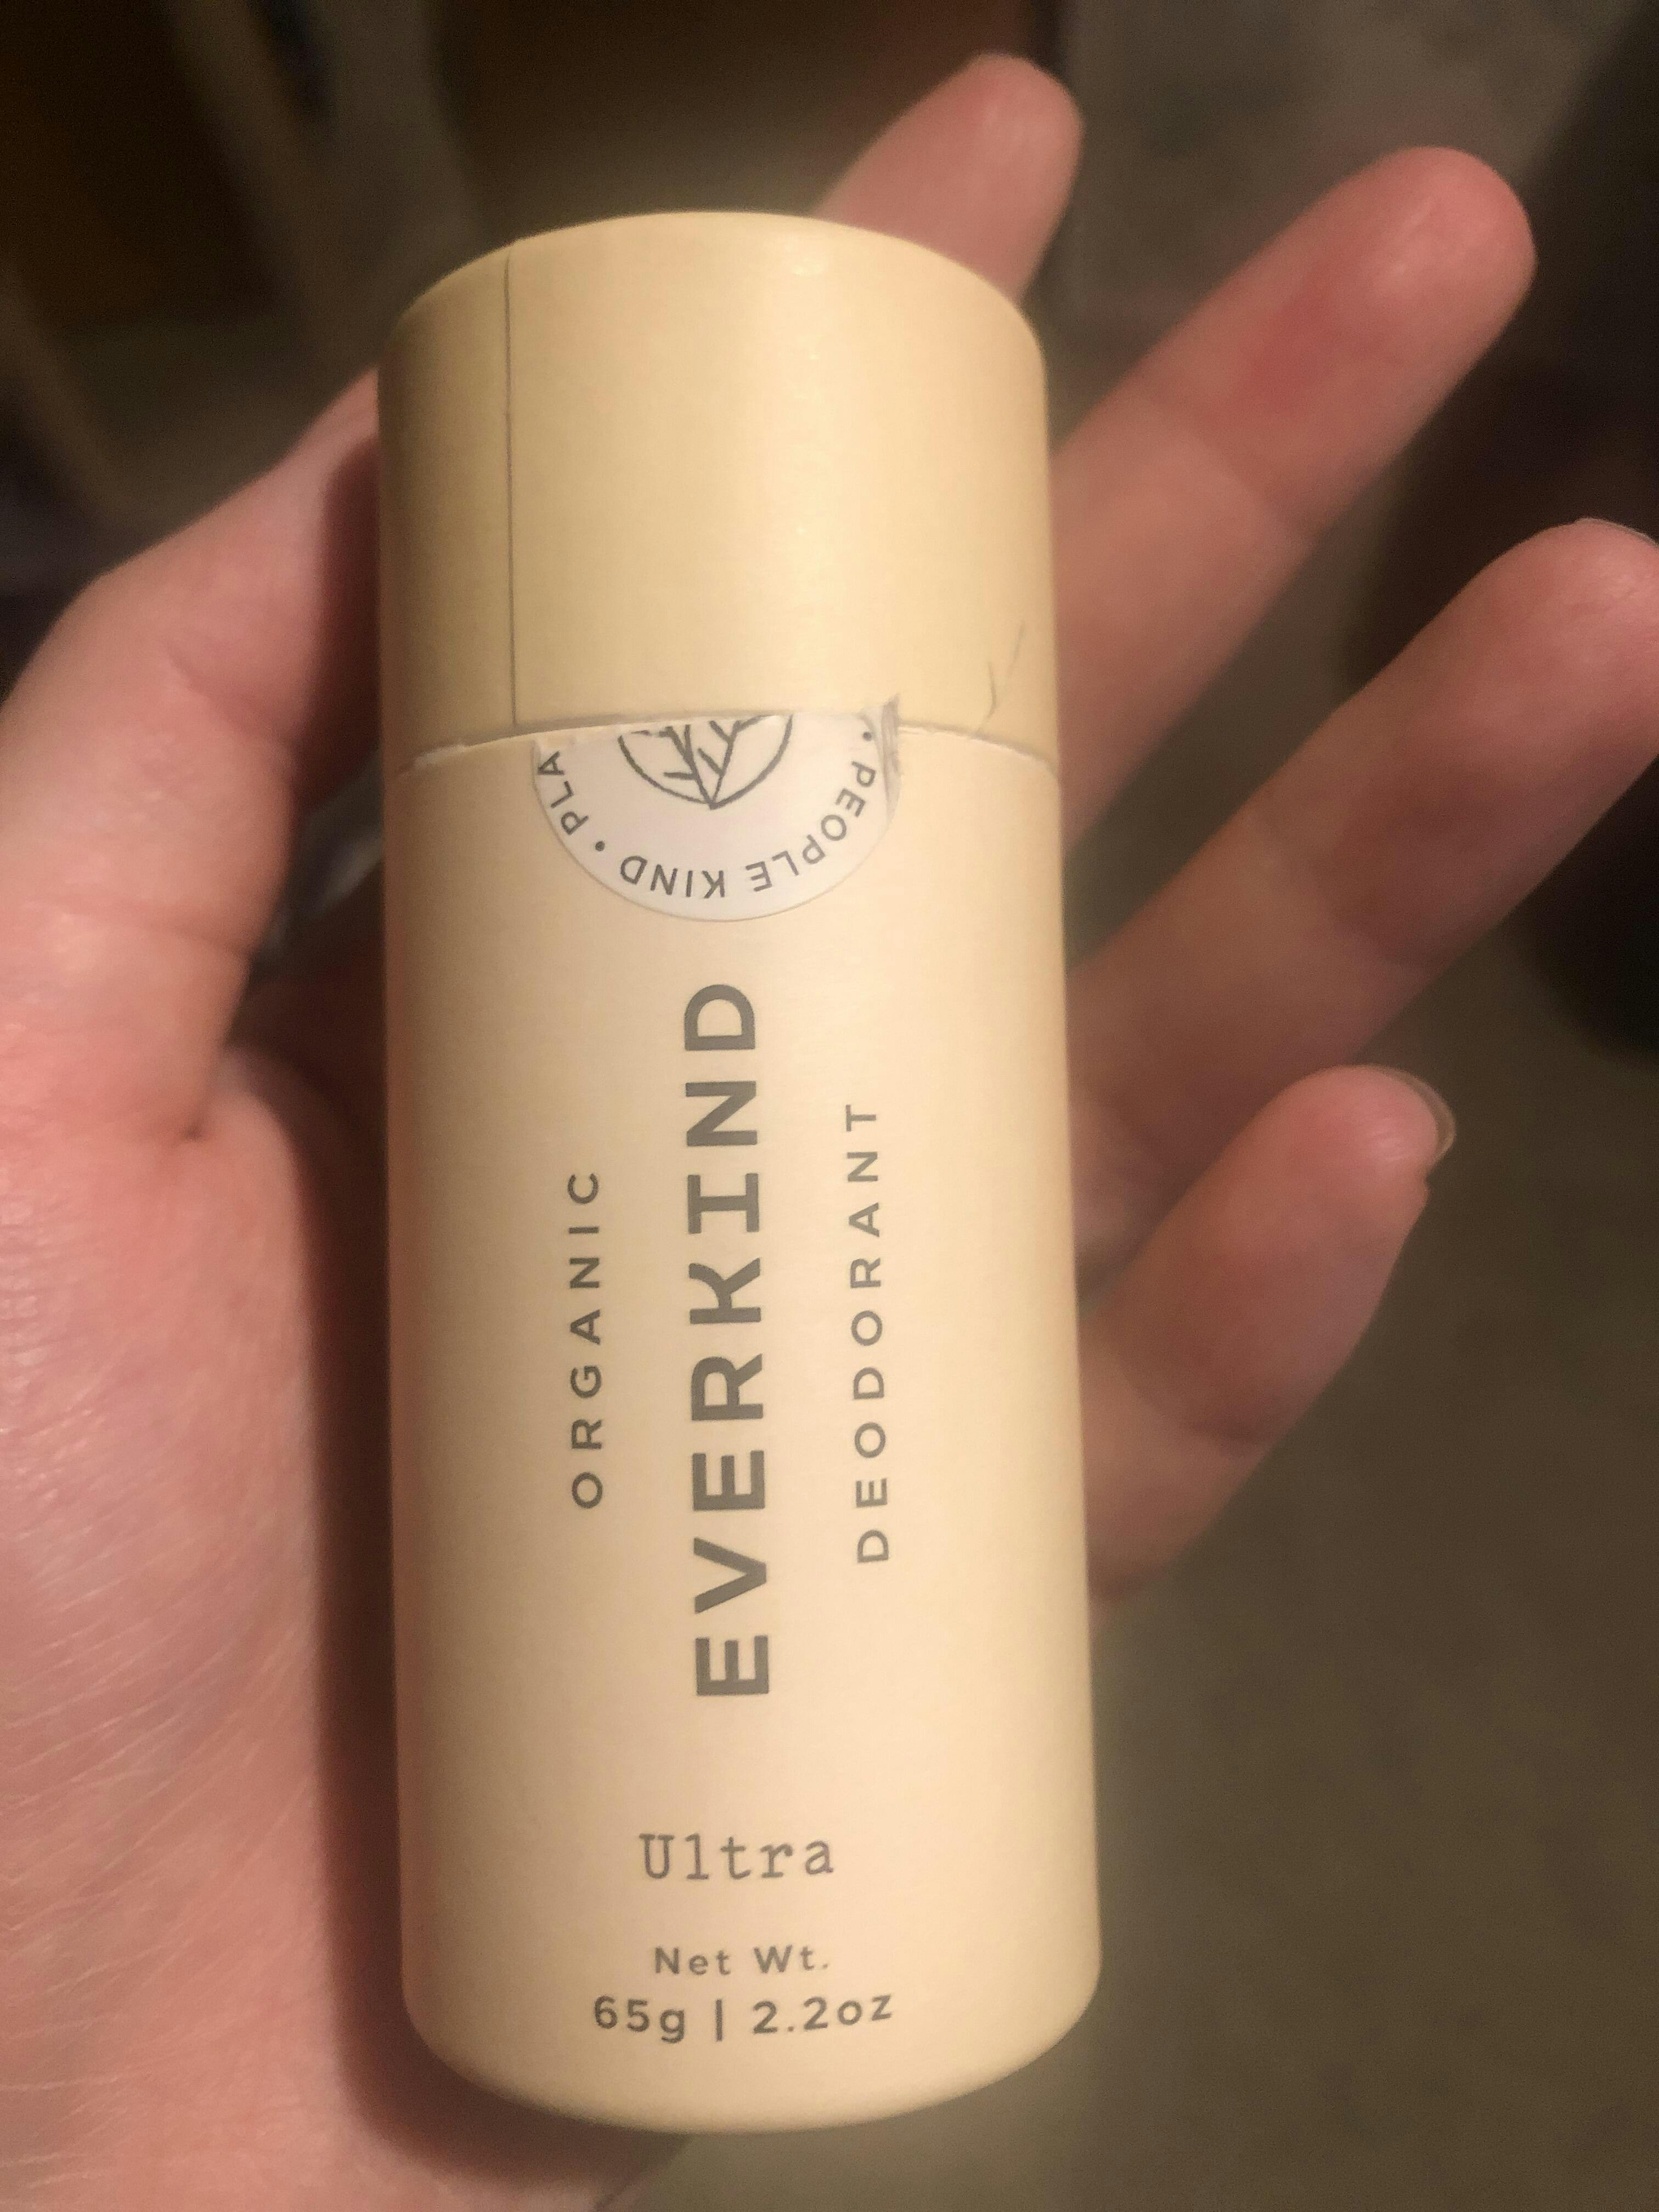 • PEOPLE KIND • PLA
ORGANIC
EVERKIND
DEODORANT
Ultra
Net Wt.
65g | 2.2oz